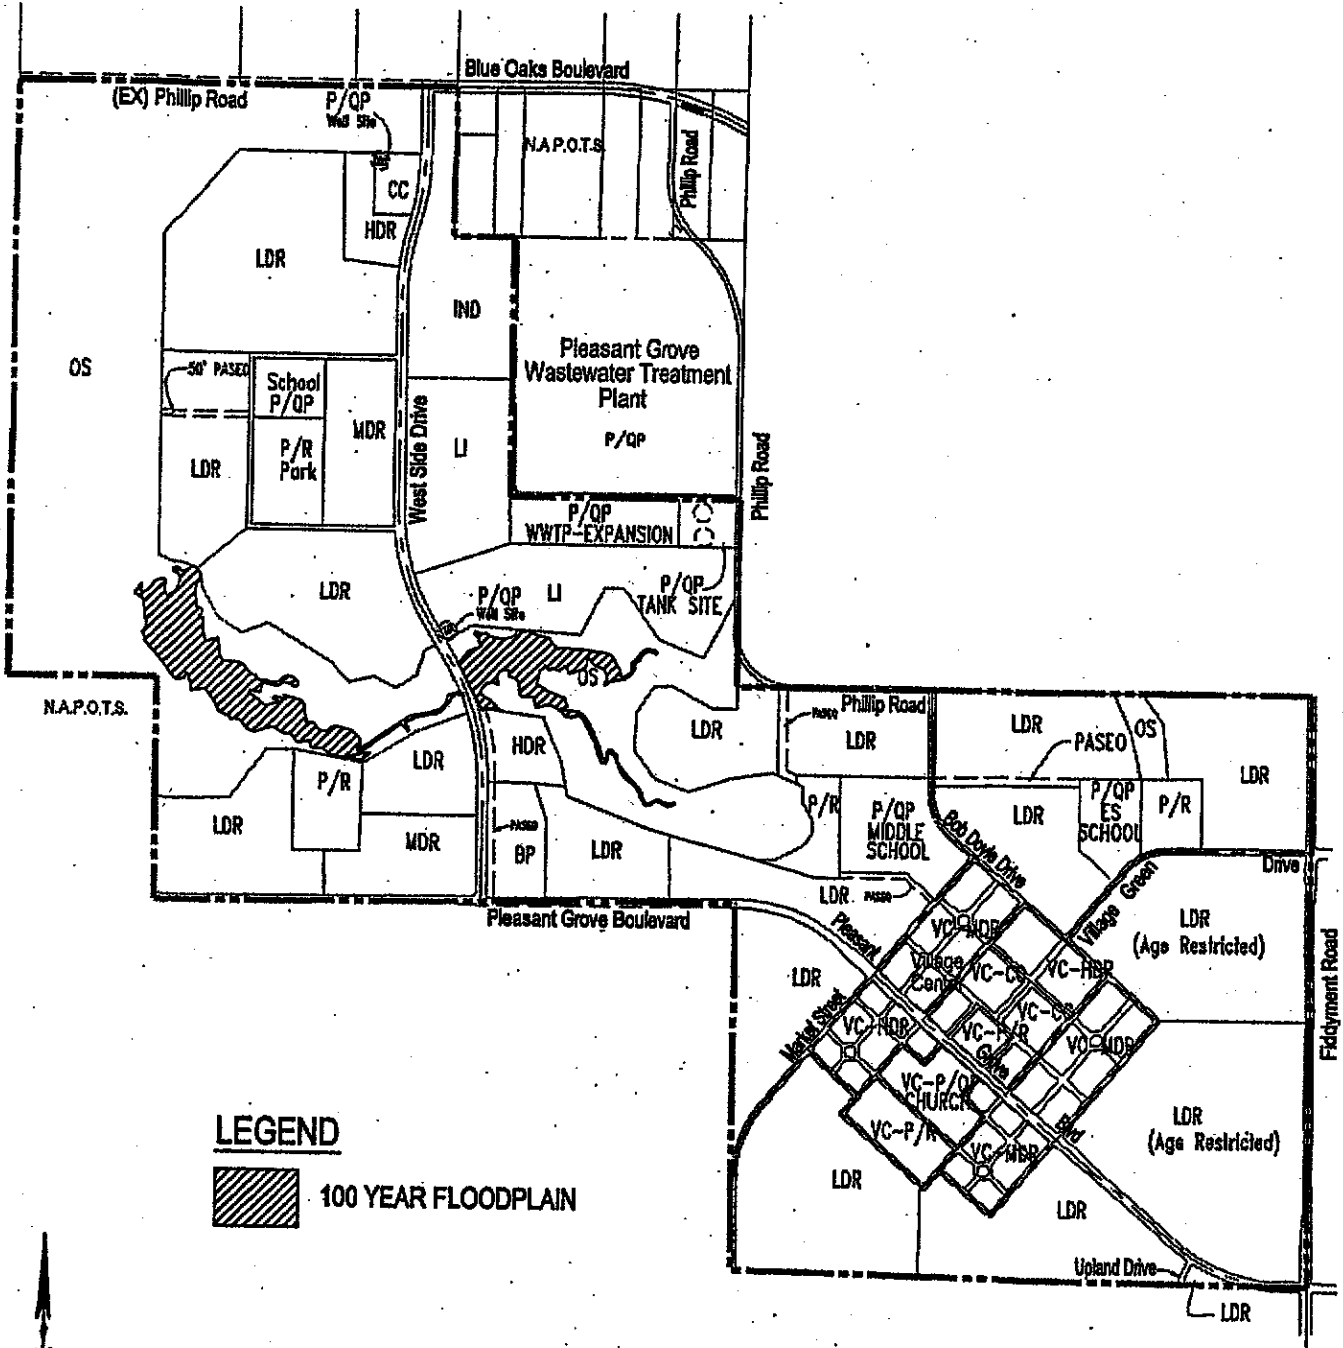 Blue Oaks Boulevard
(EX) Phillip Road
P/QP
Well Site
N.A.P.O.T.S.
Phillip Road
CC
HDR
LDR
IND
Pleasant Grove
Wastewater Treatment
Plant
P/QP
OS
50' PASEO
School
P/QP
MDR
P/R
Park
LDR
West Side Drive
LI
Phillip Road
P/QP
WWTP-EXPANSION
LDR
P/QP
Well Site
LI
P/QP
TANK SITE
OS
N.A.P.O.T.S.
LDR
HDR
LDR
P/R
LDR
MDR
PASEO
BP
LDR
PASEO
Phillip Road
LDR
LDR
PASEO
OS
LDR
P/R
P/QP
MIDDLE
SCHOOL
LDR
P/QP
ES
SCHOOL
P/R
Bob Doyle Drive
Village Green
Drive
LDR
PASEO
Pleasant Grove Boulevard
Pleasant
Grove
Blvd
LDR
(Age Restricted)
Fiddyment Road
VC-MDR
Village
Center
VC-CC
VC-HDR
LDR
Market Street
VC-HDR
VC-P/R
VC-CC
VC-MDR
VC-P/QP
CHURCH
VC-P/R
VC-MDR
LDR
(Age Restricted)
LDR
LDR
Upland Drive
LDR
LEGEND
100 YEAR FLOODPLAIN